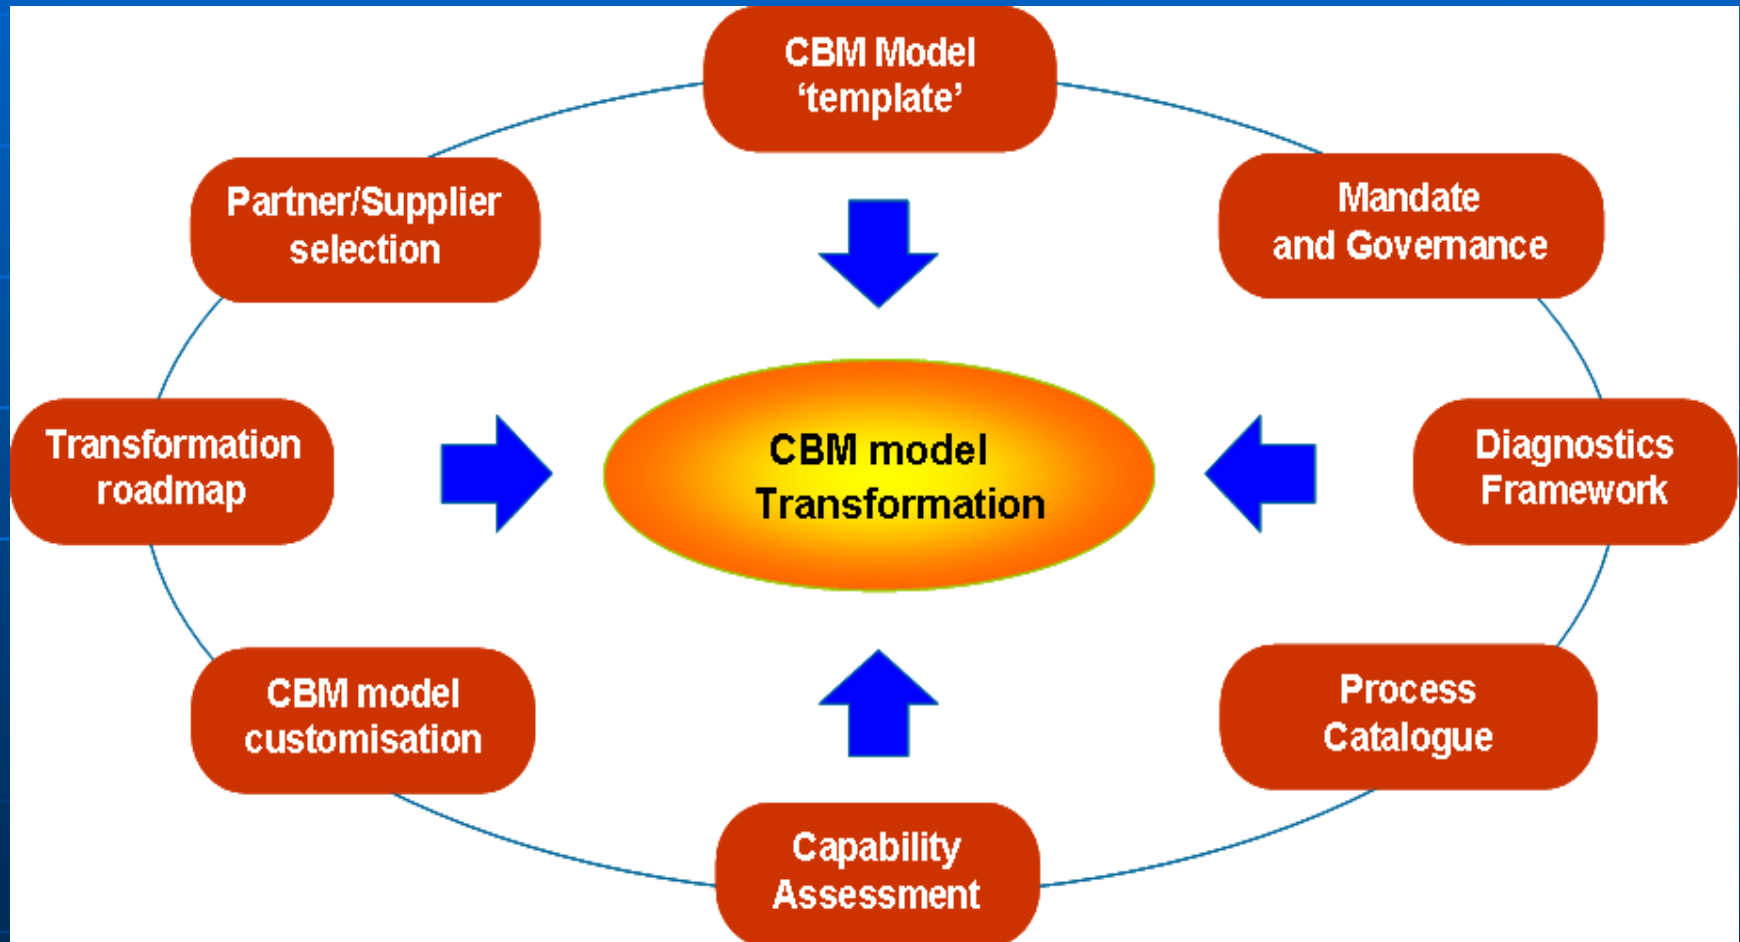 CBM Model
‘template’
Partner/Supplier
selection
Mandate
and Governance
Transformation
roadmap
CBM model
Transformation
Diagnostics
Framework
CBM model
customisation
Process
Catalogue
Capability
Assessment